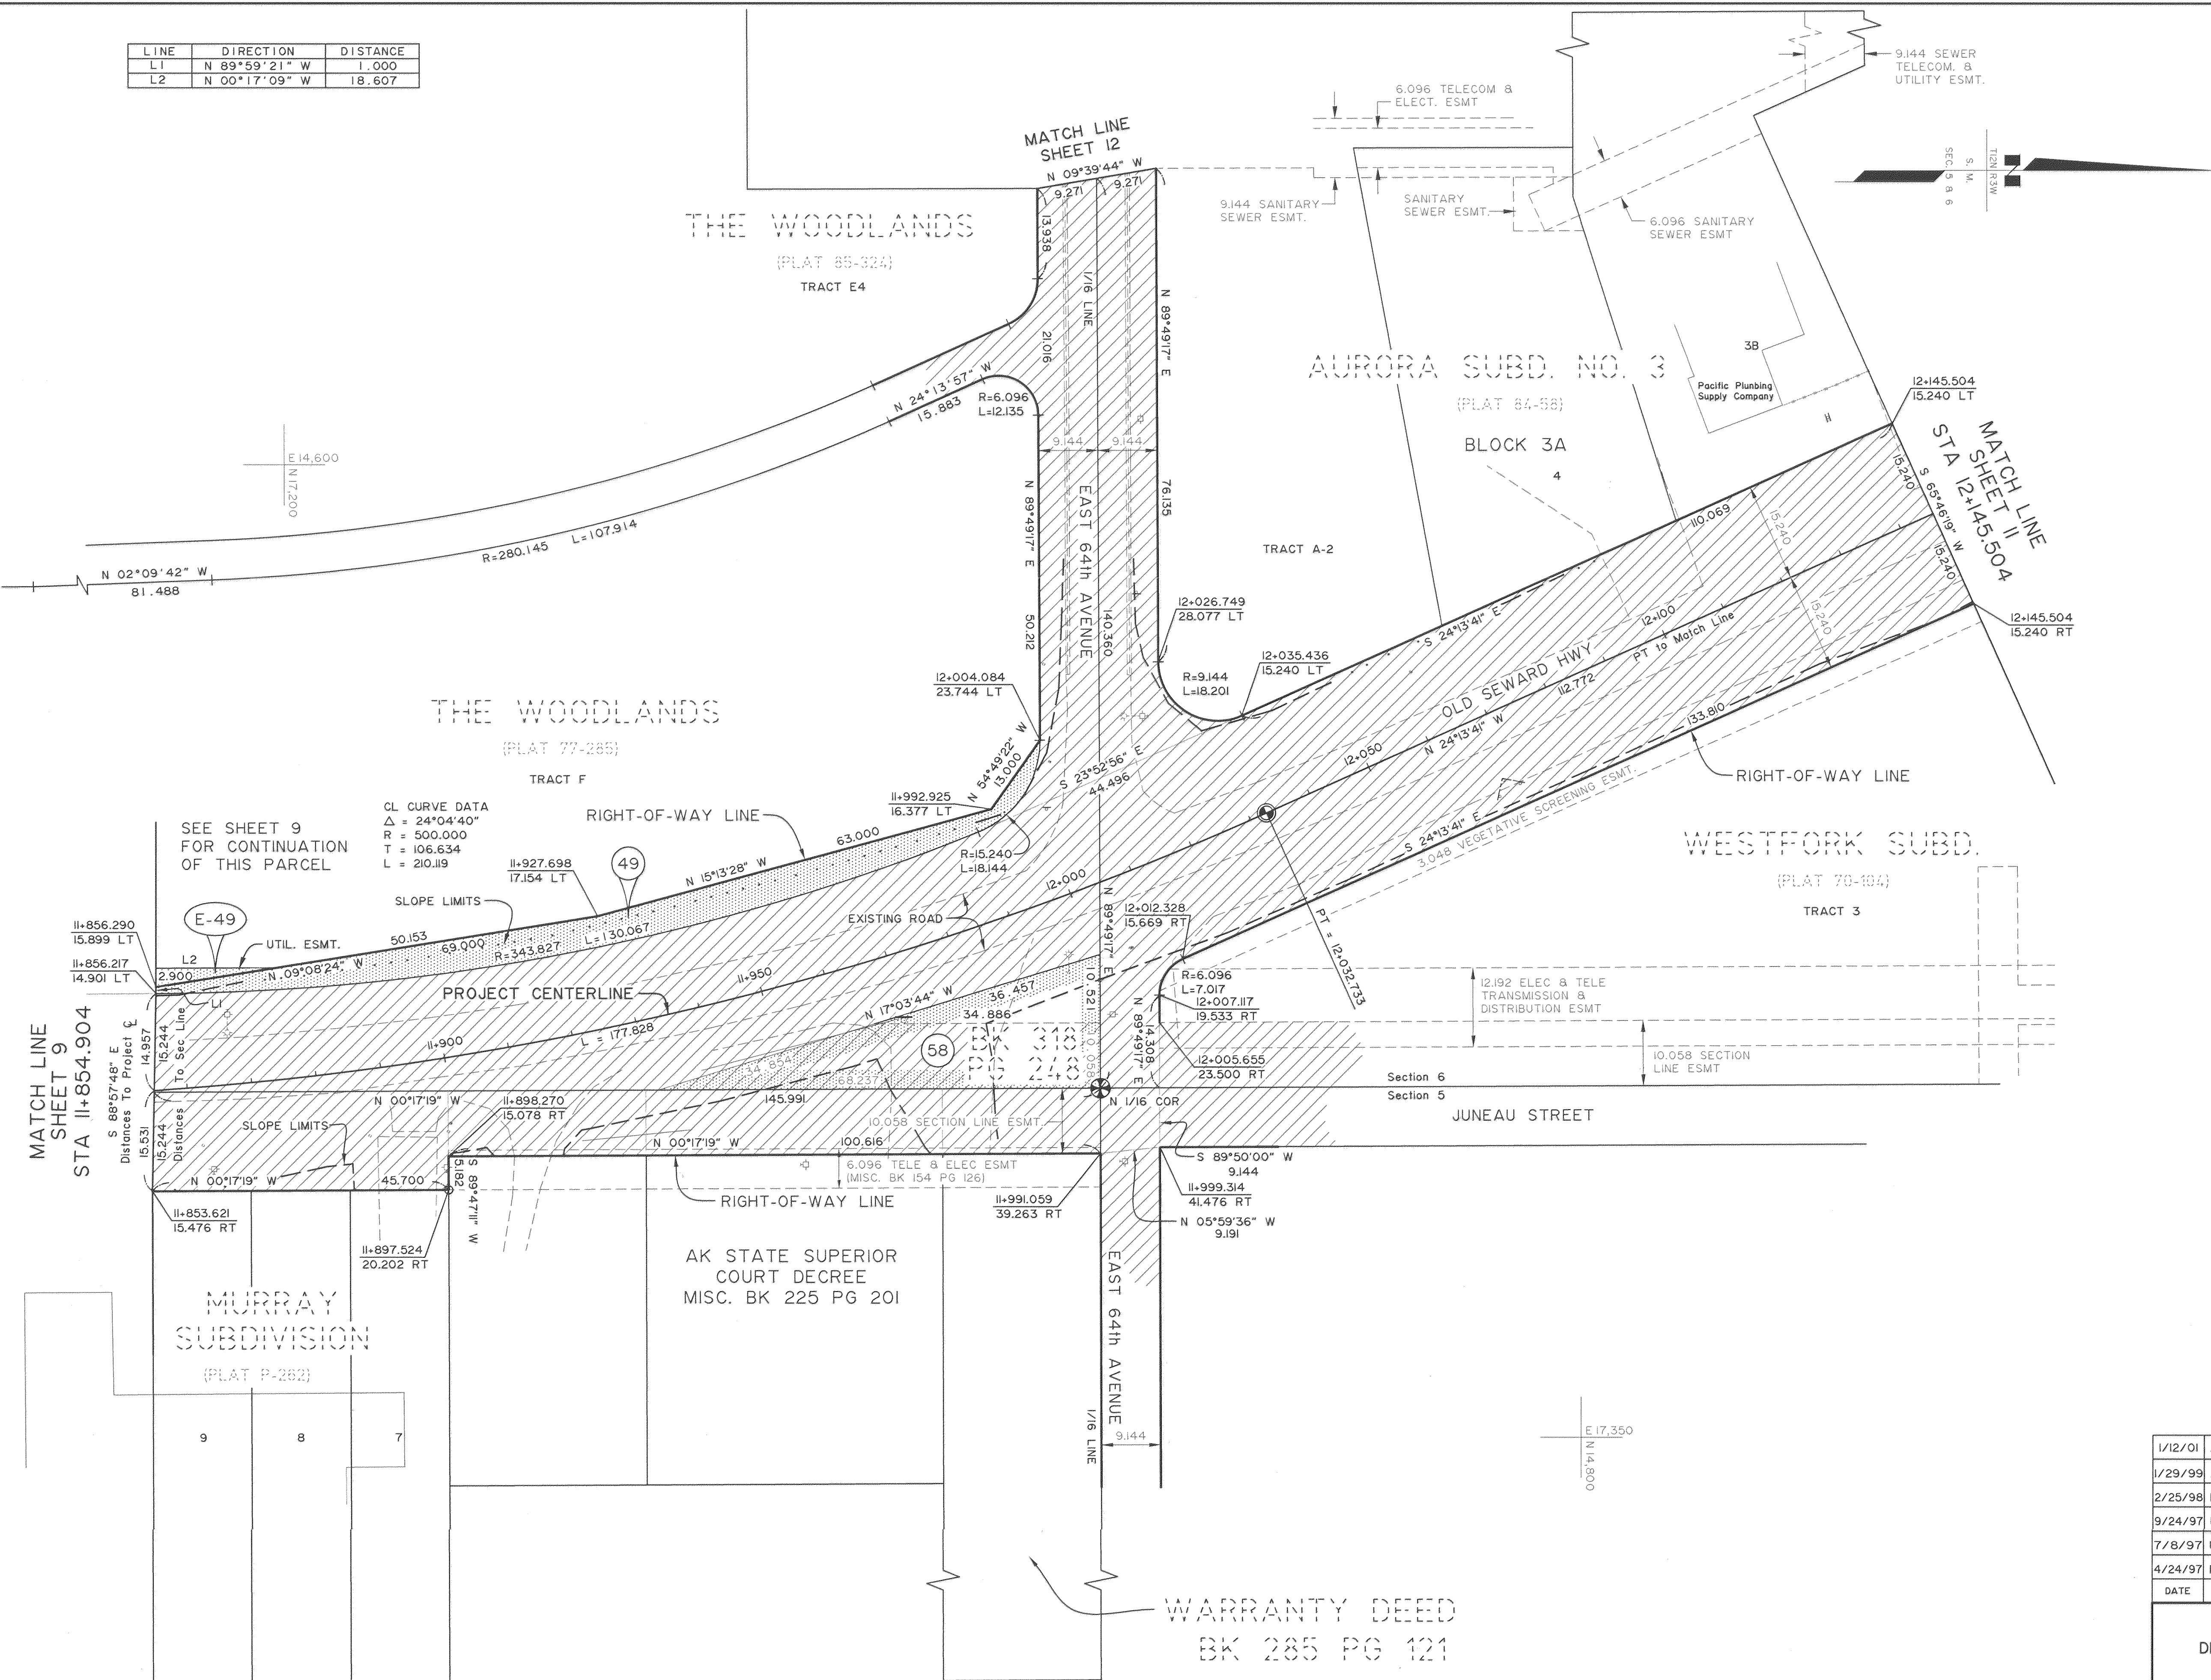 LINE DIRECTION DISTANCE
L1 N 89°59'21" W 1.000
L2 N 00°17'09" W 18.607
MATCH LINE
SHEET 12
N 09°39'44" W
9.271 9.271
13.938
1/16 LINE
21.016
N 89°49'17" E
76.135
6.096 TELECOM &
ELECT. ESMT
9.144 SEWER
TELECOM. &
UTILITY ESMT.
9.144 SANITARY
SEWER ESMT.
SANITARY
SEWER ESMT.
6.096 SANITARY
SEWER ESMT
T12N R3W
S. M.
SEC. 5 & 6
N
THE WOODLANDS
(PLAT 85-324)
TRACT E4
AURORA SUBD. NO. 3
(PLAT 84-58)
BLOCK 3A
4
3B
Pacific Plunbing
Supply Company
12+145.504
15.240 LT
MATCH LINE
SHEET 11
STA 12+145.504
S 65°46'19" W
15.240
15.240
12+145.504
15.240 RT
E 14,600
N 17,200
N 24°13'57" W
15.883
R=6.096
L=12.135
9.144 9.144
R=280.145 L=107.914
N 02°09'42" W
81.488
N 89°49'17" E
50.212
EAST 64th AVENUE
140.360
TRACT A-2
12+026.749
28.077 LT
12+035.436
15.240 LT
R=9.144
L=18.201
S 24°13'41" E
110.069
15.240
15.240
12+100
PT to Match Line
OLD SEWARD HWY
112.772
N 24°13'41" W
12+050
133.810
S 24°13'41" E
3.048 VEGETATIVE SCREENING ESMT.
RIGHT-OF-WAY LINE
WESTFORK SUBD.
(PLAT 70-104)
TRACT 3
12+004.084
23.744 LT
THE WOODLANDS
(PLAT 77-285)
TRACT F
N 54°49'22" W
13.000
S 23°52'56" E
44.496
11+992.925
16.377 LT
CL CURVE DATA
Δ = 24°04'40"
R = 500.000
T = 106.634
L = 210.119
RIGHT-OF-WAY LINE
SEE SHEET 9
FOR CONTINUATION
OF THIS PARCEL
11+927.698
17.154 LT
49
N 15°13'28" W
63.000
R=15.240
L=18.144
12+000
SLOPE LIMITS
EXISTING ROAD
E-49
UTIL. ESMT.
11+856.290
15.899 LT
11+856.217
14.901 LT
L2
2.900
L1
50.153
69.000
N 09°08'24" W
R=343.827
L=130.067
11+950
PROJECT CENTERLINE
11+900
L = 177.828
N 17°03'44" W
36.457
34.886
N 89°49'17" E
10.521
10.058
12+012.328
15.669 RT
R=6.096
L=7.017
12+007.117
19.533 RT
N 89°49'17" E
14.308
12+005.655
23.500 RT
PT = 12+032.733
12.192 ELEC & TELE
TRANSMISSION &
DISTRIBUTION ESMT
10.058 SECTION
LINE ESMT
Section 6
Section 5
JUNEAU STREET
58
BK 318
PG 248
34.854
68.237
145.991
N 1/16 COR
MATCH LINE
SHEET 9
STA 11+854.904
S 88°57'48" E
Distances To Project ℄
14.957
15.531
15.244
15.244
Distances To Sec. Line
N 00°17'19" W
11+898.270
15.078 RT
SLOPE LIMITS
10.058 SECTION LINE ESMT.
N 00°17'19" W
100.616
N 00°17'19" W
45.700
15.182
S 89°47'11" W
6.096 TELE & ELEC ESMT
(MISC. BK 154 PG 126)
RIGHT-OF-WAY LINE
11+991.059
39.263 RT
S 89°50'00" W
9.144
11+999.314
41.476 RT
N 05°59'36" W
9.191
11+853.621
15.476 RT
11+897.524
20.202 RT
AK STATE SUPERIOR
COURT DECREE
MISC. BK 225 PG 201
EAST 64th AVENUE
1/16 LINE
9.144
MURRAY
SUBDIVISION
(PLAT P-262)
9 8 7
E 17,350
N 14,800
WARRANTY DEED
BK 285 PG 121
1/12/01
1/29/99
2/25/98
9/24/97
7/8/97
4/24/97
DATE